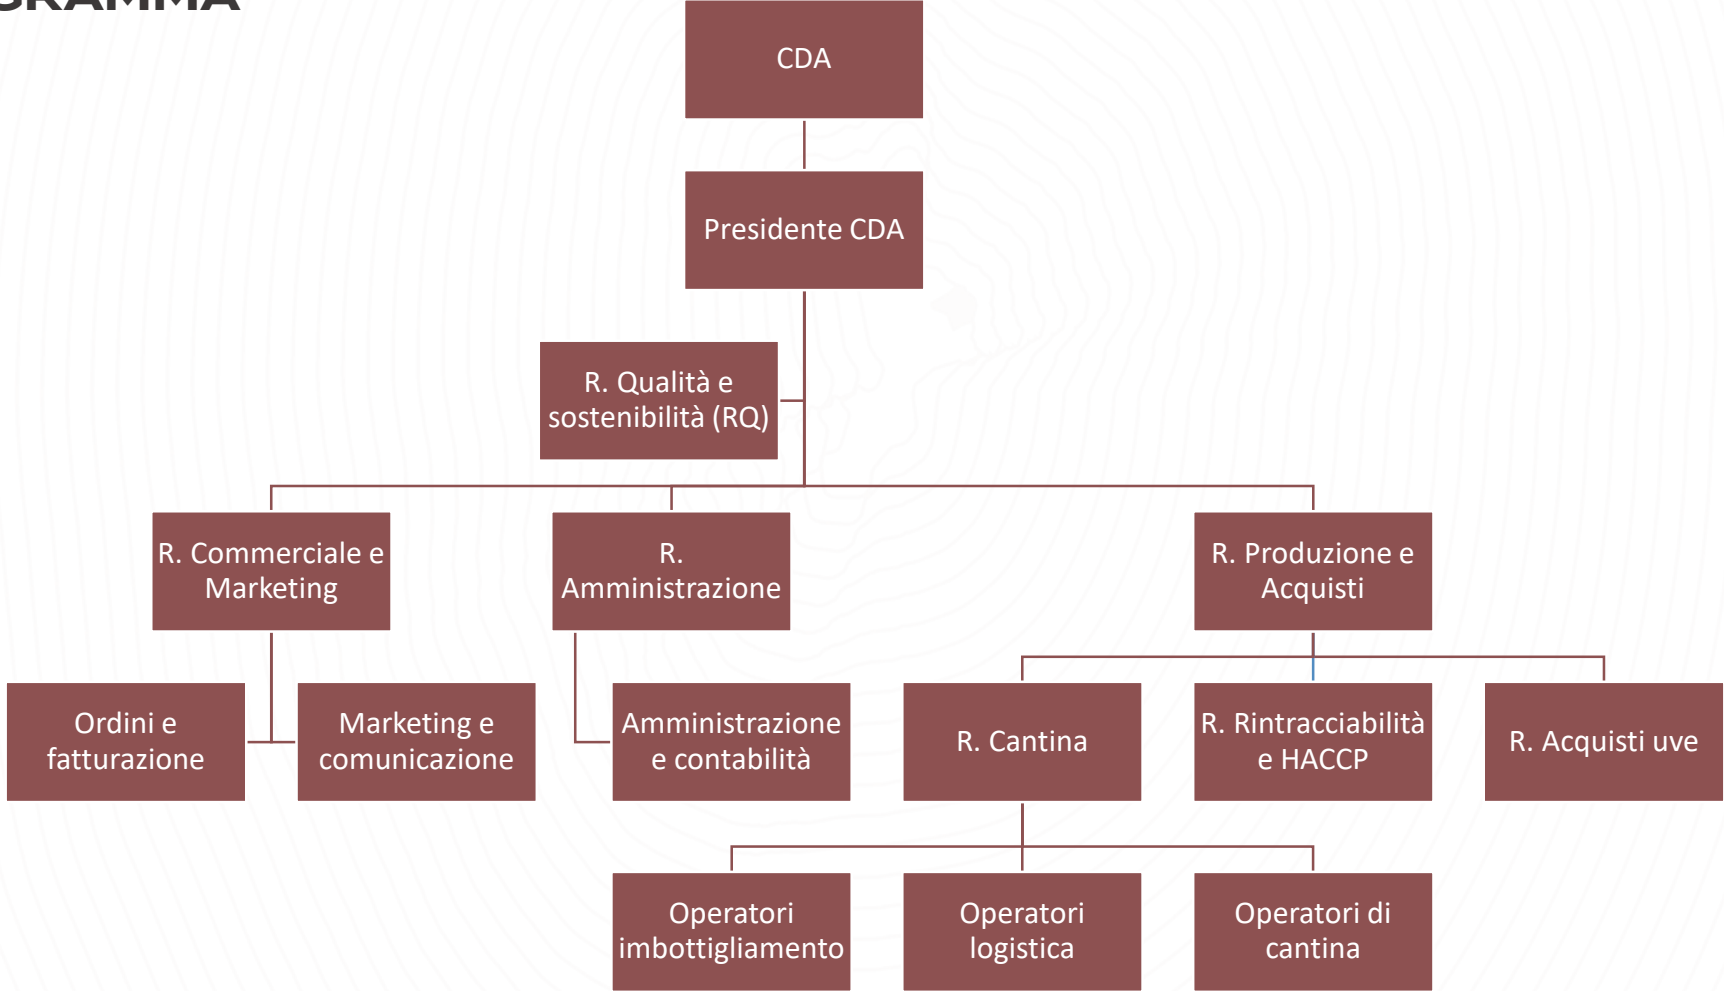 CDA
Presidente CDA
R. Qualità e
sostenibilità (RQ)
R. Commerciale e
Marketing
R.
Amministrazione
R. Produzione e
Acquisti
Ordini e
fatturazione
Marketing e
comunicazione
Amministrazione
e contabilità
R. Cantina
R. Rintracciabilità
e HACCP
R. Acquisti uve
Operatori
imbottigliamento
Operatori
logistica
Operatori di
cantina